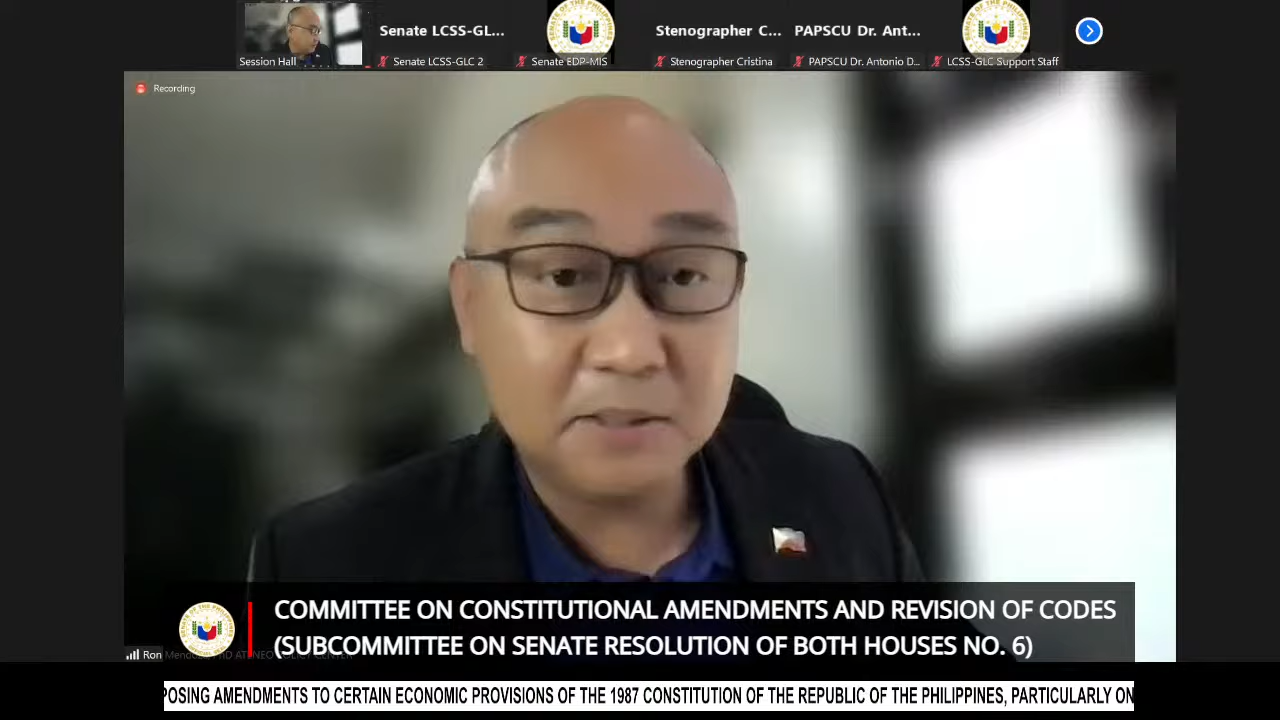 Senate LCSS-GL...
Stenographer C...
PAPSCU Dr. Ant...
Session Hall
Senate LCSS-GLC 2
Senate EDP-MIS
Stenographer Cristina
PAPSCU Dr. Antonio D...
LCSS-GLC Support Staff
Recording
COMMITTEE ON CONSTITUTIONAL AMENDMENTS AND REVISION OF CODES
(SUBCOMMITTEE ON SENATE RESOLUTION OF BOTH HOUSES NO. 6)
Ron
POSING AMENDMENTS TO CERTAIN ECONOMIC PROVISIONS OF THE 1987 CONSTITUTION OF THE REPUBLIC OF THE PHILIPPINES, PARTICULARLY ON